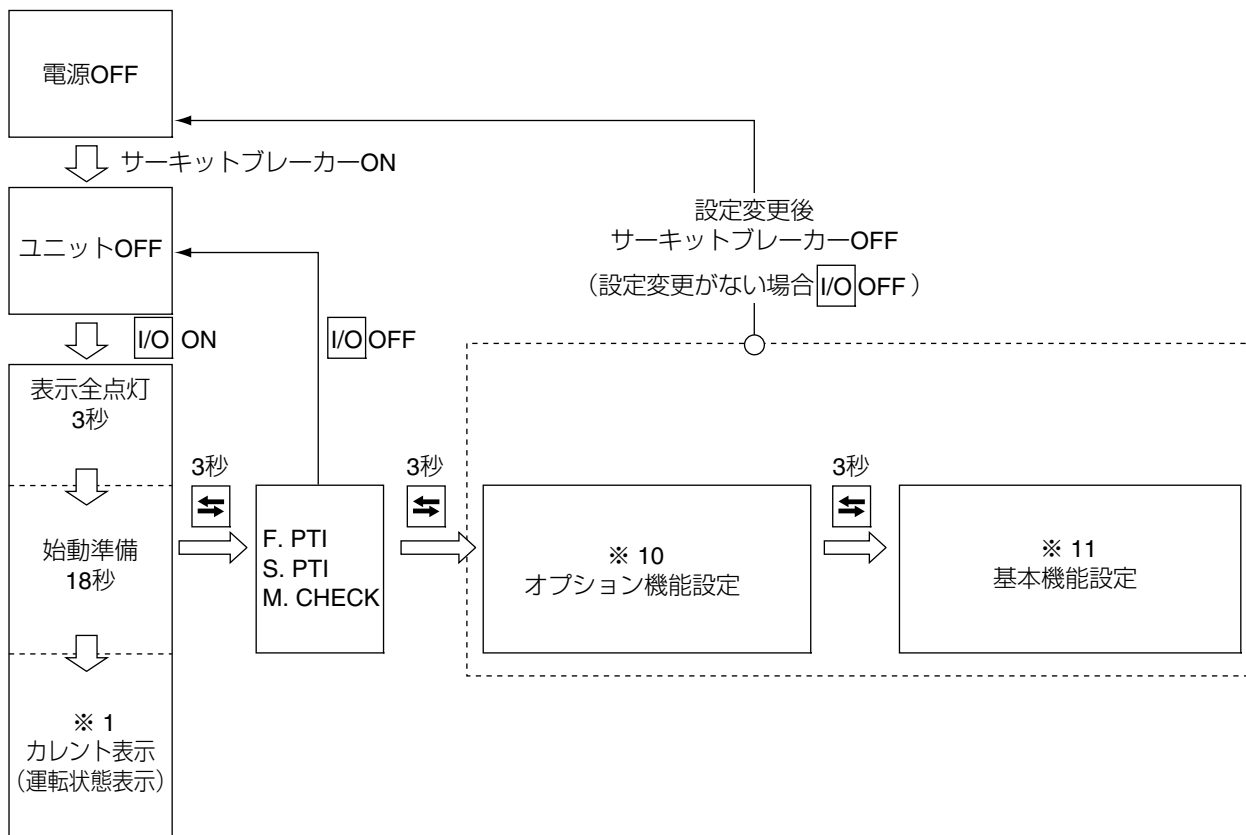 電源OFF
サーキットブレーカーON
ユニットOFF
設定変更後
サーキットブレーカーOFF
（設定変更がない場合I/O OFF）
I/O ON
I/O OFF
表示全点灯
3秒
3秒
3秒
3秒
始動準備
18秒
F. PTI
S. PTI
M. CHECK
※ 10
オプション機能設定
※ 11
基本機能設定
※ 1
カレント表示
（運転状態表示）